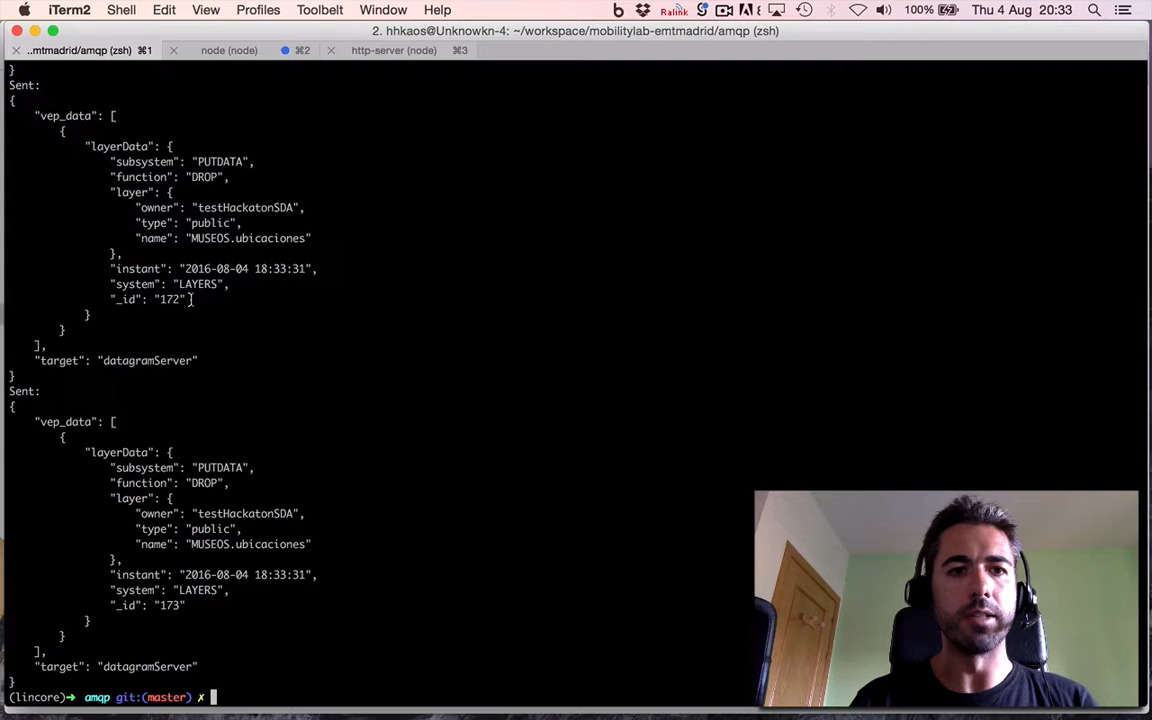 iTerm2 Shell Edit View Profiles Toolbelt Window Help Ralink 100% Thu 4 Aug 20:33
2. hhkaos@Unknowkn-4: ~/workspace/mobilitylab-emtmadrid/amqp (zsh)
..mtmadrid/amqp (zsh) ⌘1 node (node) ⌘2 http-server (node) ⌘3
}
Sent:
{
"vep_data": [
{
"layerData": {
"subsystem": "PUTDATA",
"function": "DROP",
"layer": {
"owner": "testHackatonSDA",
"type": "public",
"name": "MUSEOS.ubicaciones"
},
"instant": "2016-08-04 18:33:31",
"system": "LAYERS",
"_id": "172"
}
}
],
"target": "datagramServer"
}
Sent:
{
"vep_data": [
{
"layerData": {
"subsystem": "PUTDATA",
"function": "DROP",
"layer": {
"owner": "testHackatonSDA",
"type": "public",
"name": "MUSEOS.ubicaciones"
},
"instant": "2016-08-04 18:33:31",
"system": "LAYERS",
"_id": "173"
}
}
],
"target": "datagramServer"
}
(lincore)➜ amqp git:(master) ✗